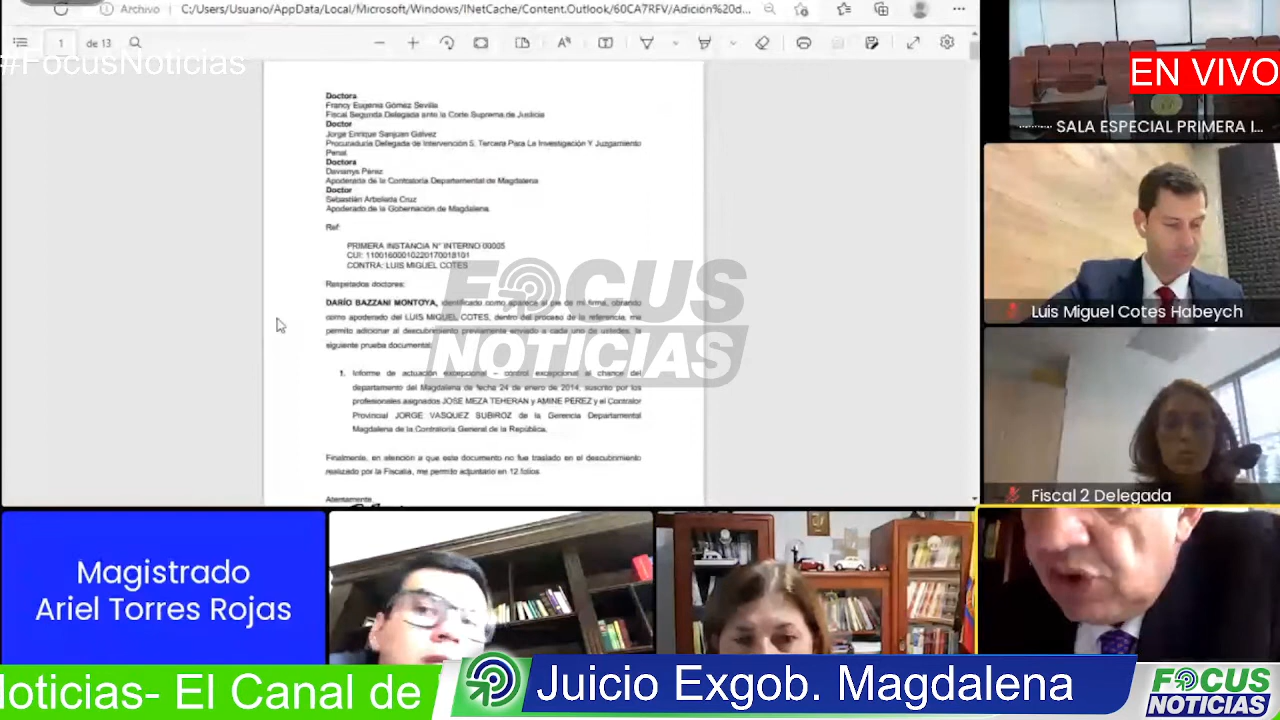 Archivo
C:/Users/Usuario/AppData/Local/Microsoft/Windows/INetCache/Content.Outlook/60CA7RFV/Adición%20d...
1 de 13
#FocusNoticias
EN VIVO
SALA ESPECIAL PRIMERA I...
Doctora
Francy Eugenia Gómez Sevilla
Fiscal Segunda Delegada ante la Corte Suprema de Justicia
Doctor
Jorge Enrique Sanjuan Gálvez
Procuraduría Delegada de Intervención 5, Tercera Para La Investigación Y Juzgamiento
Penal
Doctora
Davianys Pérez
Apoderada de la Contraloría Departamental de Magdalena
Doctor
Sebastián Arboleda Cruz
Apoderado de la Gobernación de Magdalena
Ref:
PRIMERA INSTANCIA N° INTERNO 00005
CUI: 
CONTRA: LUIS MIGUEL COTES
Respetados doctores:
DARÍO BAZZANI MONTOYA, identificado como aparece al pie de mi firma, obrando
como apoderado del LUIS MIGUEL COTES, dentro del proceso de la referencia, me
permito adicionar al descubrimiento previamente enviado a cada uno de ustedes, la
siguiente prueba documental:
1. Informe de actuación excepcional – control excepcional al chance del
departamento del Magdalena de fecha 24 de enero de 2014, suscrito por los
profesionales asignados JOSE MEZA TEHERAN y AMINE PEREZ y el Contralor
Provincial JORGE VASQUEZ SUBIROZ de la Gerencia Departamental
Magdalena de la Contraloría General de la República.
Finalmente, en atención a que este documento no fue traslado en el descubrimiento
realizado por la Fiscalía, me permito adjuntarlo en 12 folios.
Atentamente
FOCUS
NOTICIAS
Luis Miguel Cotes Habeych
Fiscal 2 Delegada
Magistrado
Ariel Torres Rojas
Noticias- El Canal de
Juicio Exgob. Magdalena
FOCUS
NOTICIAS